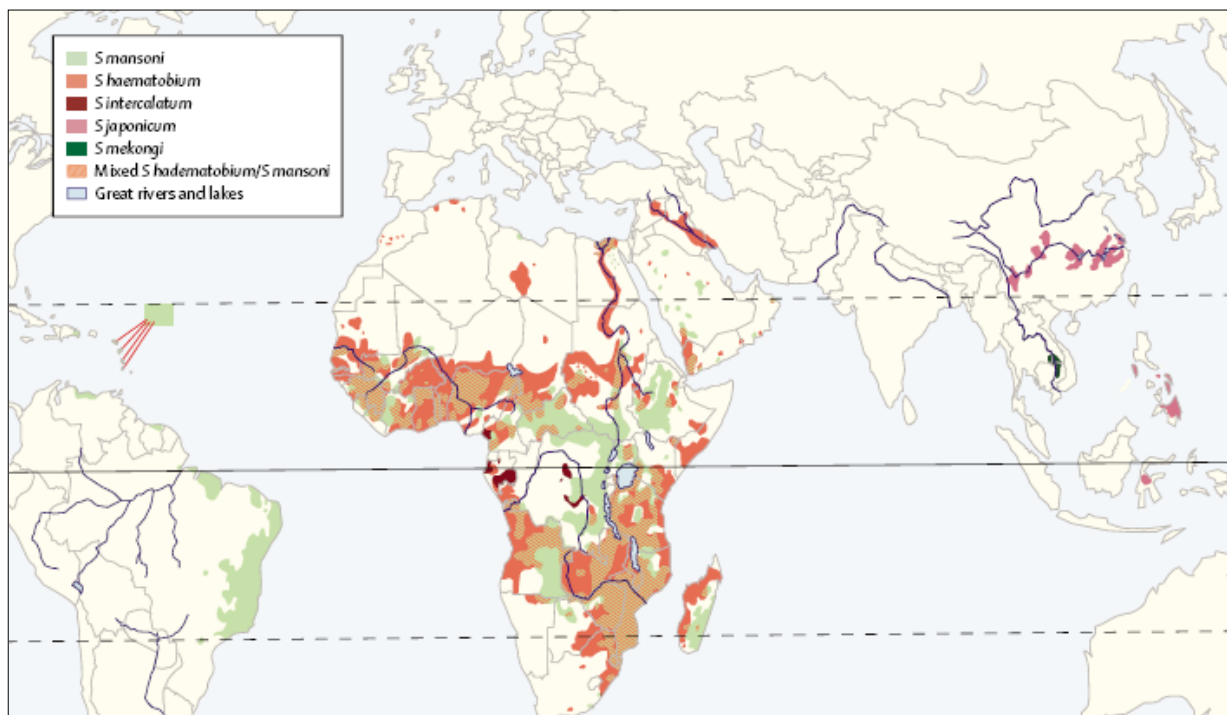 S mansoni
S haematobium
S intercalatum
S japonicum
S mekongi
Mixed S hadematobium/S mansoni
Great rivers and lakes